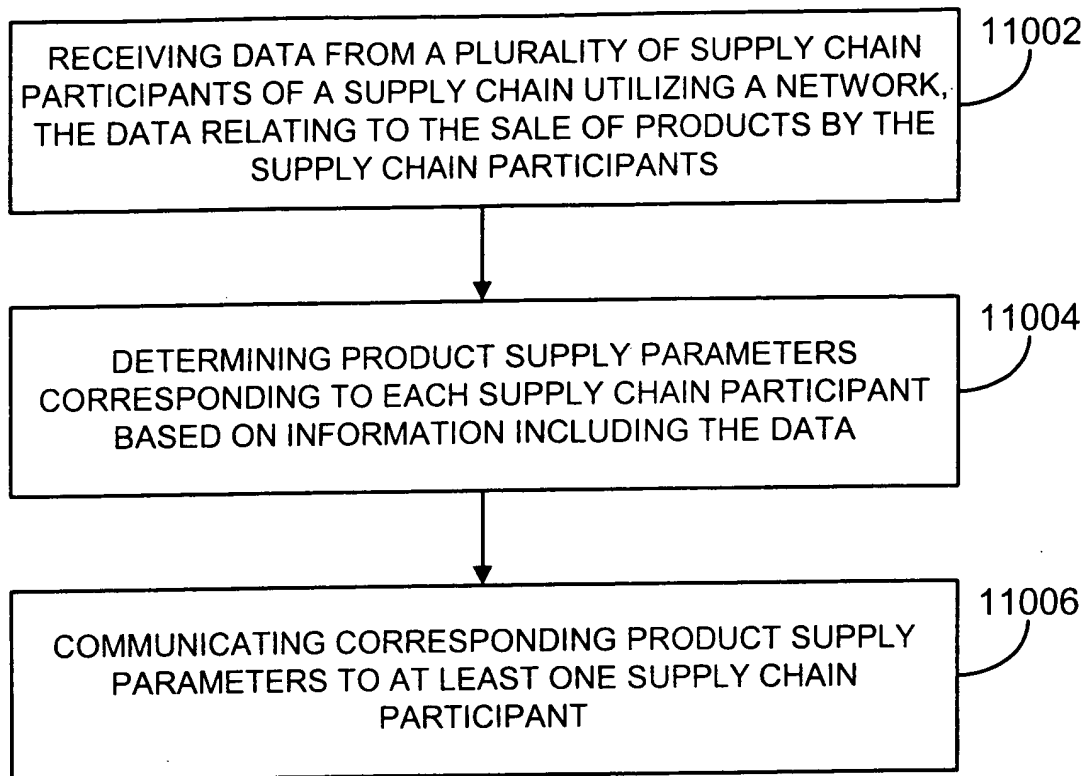 RECEIVING DATA FROM A PLURALITY OF SUPPLY CHAIN
PARTICIPANTS OF A SUPPLY CHAIN UTILIZING A NETWORK,
THE DATA RELATING TO THE SALE OF PRODUCTS BY THE
SUPPLY CHAIN PARTICIPANTS
11002
DETERMINING PRODUCT SUPPLY PARAMETERS
CORRESPONDING TO EACH SUPPLY CHAIN PARTICIPANT
BASED ON INFORMATION INCLUDING THE DATA
11004
COMMUNICATING CORRESPONDING PRODUCT SUPPLY
PARAMETERS TO AT LEAST ONE SUPPLY CHAIN
PARTICIPANT
11006